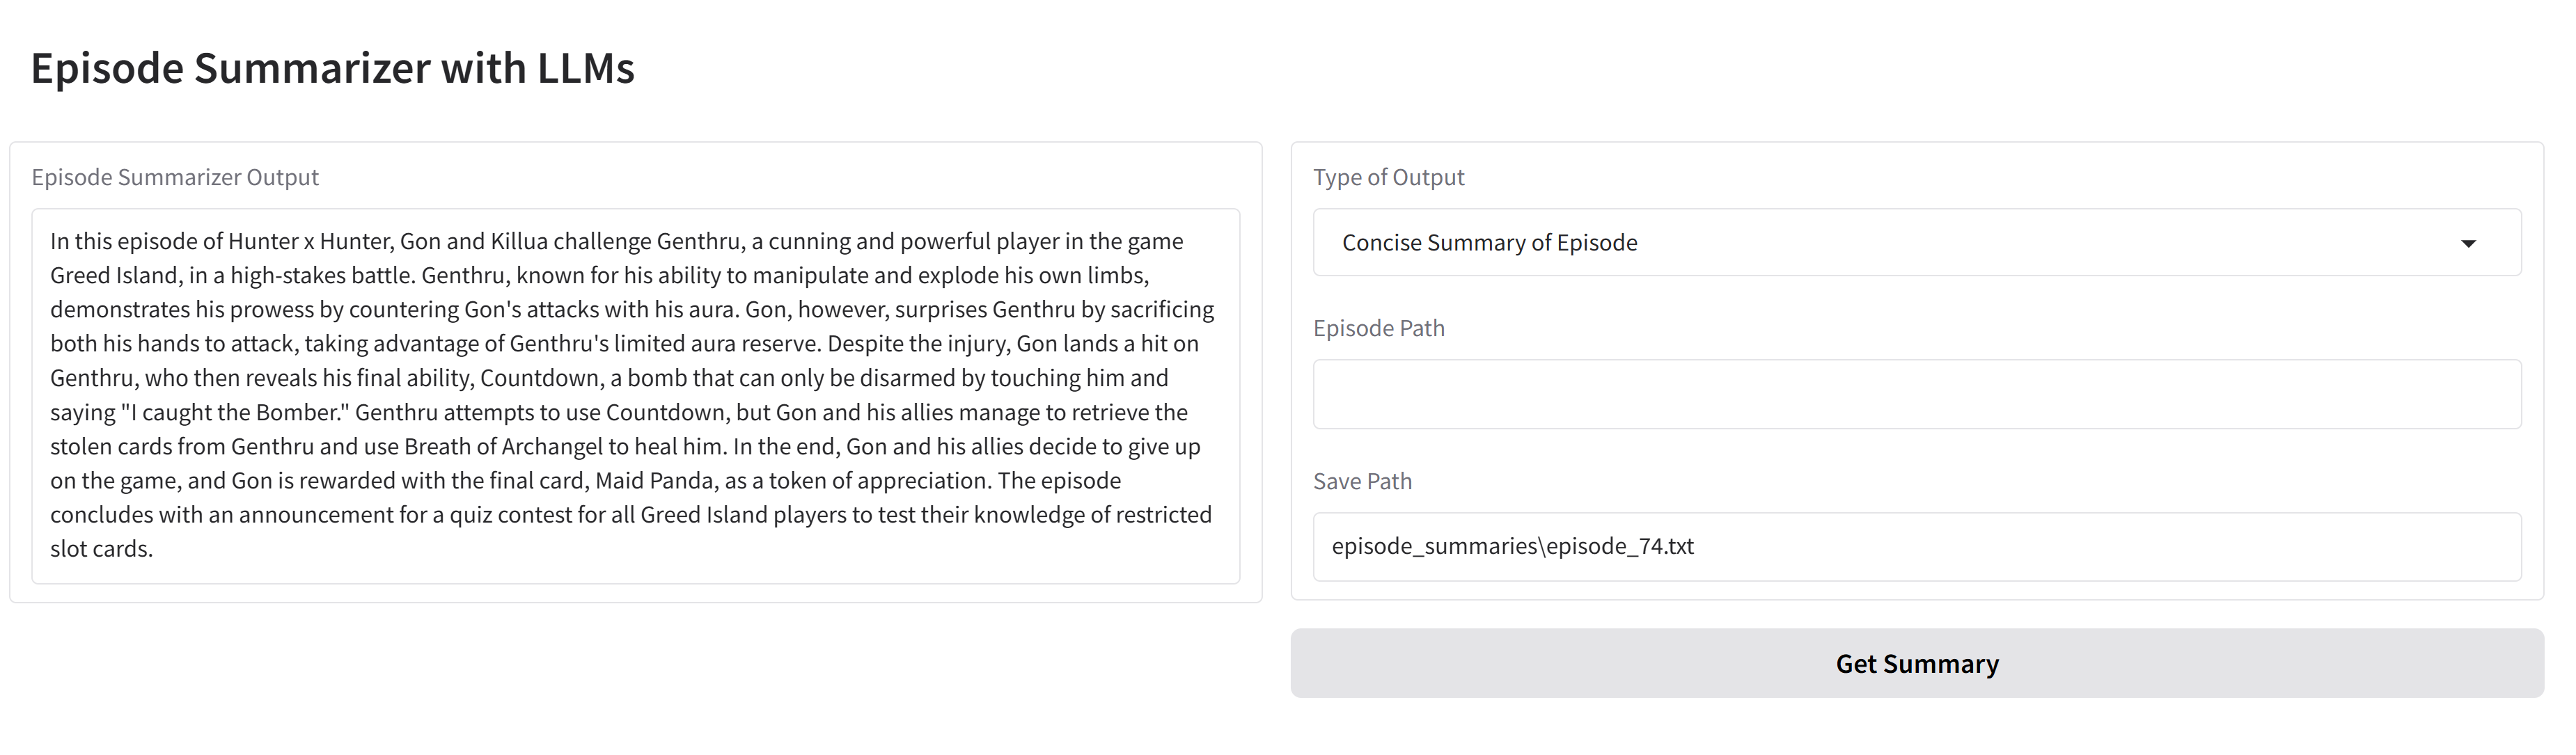 Episode Summarizer with LLMs
Episode Summarizer Output
In this episode of Hunter x Hunter, Gon and Killua challenge Genthru, a cunning and powerful player in the game
Greed Island, in a high-stakes battle. Genthru, known for his ability to manipulate and explode his own limbs,
demonstrates his prowess by countering Gon's attacks with his aura. Gon, however, surprises Genthru by sacrificing
both his hands to attack, taking advantage of Genthru's limited aura reserve. Despite the injury, Gon lands a hit on
Genthru, who then reveals his final ability, Countdown, a bomb that can only be disarmed by touching him and
saying "I caught the Bomber." Genthru attempts to use Countdown, but Gon and his allies manage to retrieve the
stolen cards from Genthru and use Breath of Archangel to heal him. In the end, Gon and his allies decide to give up
on the game, and Gon is rewarded with the final card, Maid Panda, as a token of appreciation. The episode
concludes with an announcement for a quiz contest for all Greed Island players to test their knowledge of restricted
slot cards.
Type of Output
Concise Summary of Episode
Episode Path
Save Path
episode_summaries\episode_74.txt
Get Summary